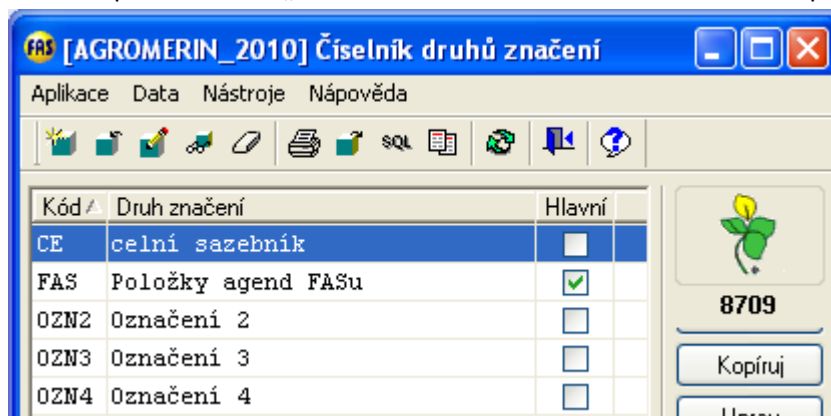 FAS [AGROMERIN_2010] Číselník druhů značení
Aplikace Data Nástroje Nápověda
SQL
Kód Druh značení Hlavní
CE celní sazebník
FAS Položky agend FASu
OZN2 Označení 2
OZN3 Označení 3
OZN4 Označení 4
8709
Kopíruj